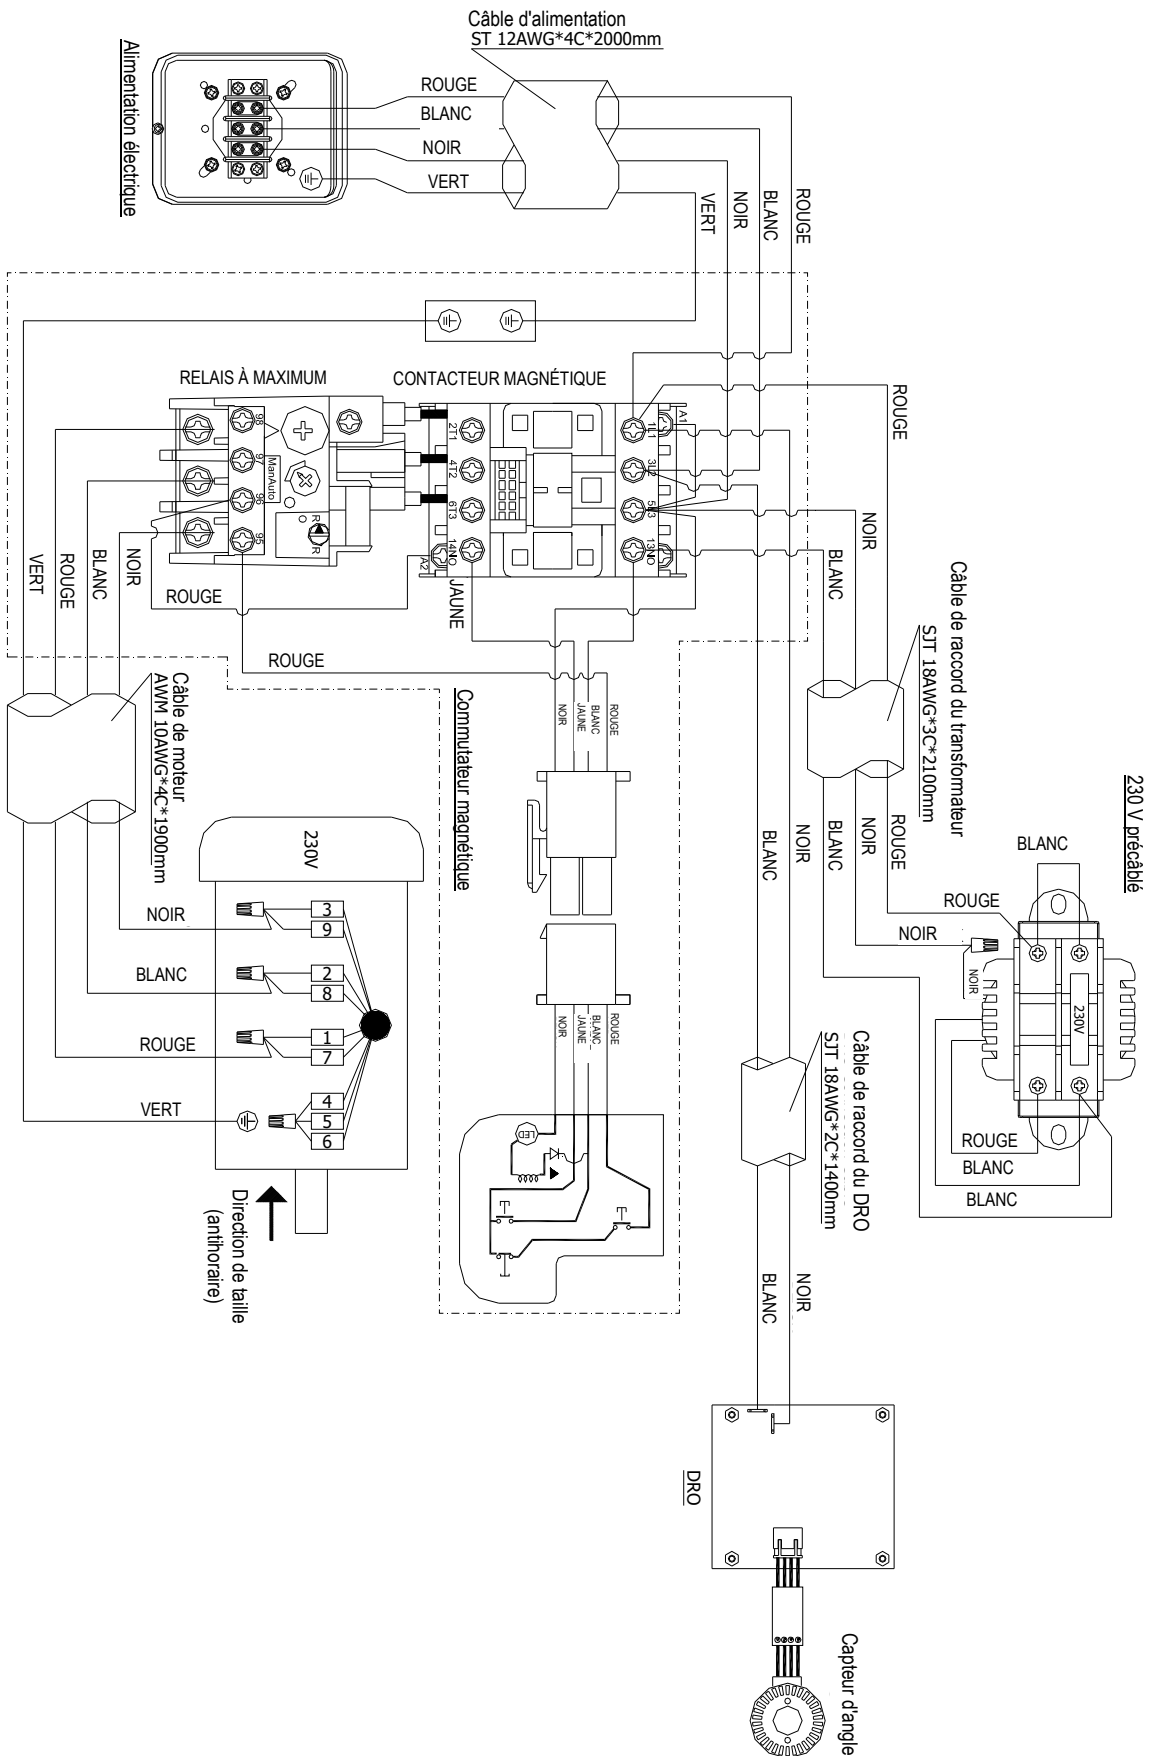 Câble d'alimentation
ST 12AWG*4C*2000mm
Alimentation électrique
ROUGE
BLANC
NOIR
VERT
ROUGE
BLANC
NOIR
VERT
RELAIS À MAXIMUM
CONTACTEUR MAGNÉTIQUE
ROUGE
98
97
96
95
ManAuto
R
R
2T1
4T2
6T3
14NO
A2
A1
1L1
3L2
5L3
13NO
NOIR
BLANC
Câble de raccord du transformateur
SJT 18AWG*3C*2100mm
230 V précâblé
VERT
ROUGE
BLANC
NOIR
ROUGE
JAUNE
ROUGE
Câble de moteur
AWM 10AWG*4C*1900mm
Commutateur magnétique
NOIR
JAUNE
BLANC
ROUGE
BLANC
NOIR
BLANC
NOIR
ROUGE
BLANC
ROUGE
NOIR
NOIR
230V
230V
3
9
2
8
1
7
4
5
6
NOIR
BLANC
ROUGE
VERT
NOIR
JAUNE
BLANC
ROUGE
LED
Câble de raccord du DRO
SJT 18AWG*2C*1400mm
ROUGE
BLANC
BLANC
Direction de taille
(antihoraire)
BLANC
NOIR
DRO
Capteur d'angle